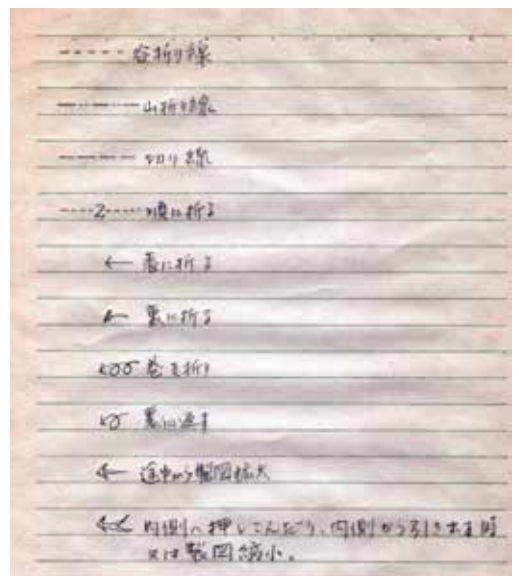 谷折り線
山折り線
切り線
2 順に折る
表に折る
裏に折る
巻き折り
裏に返す
途中から製図拡大
内側へ押しこんだり、内側から引き出す時
又は製図縮小。